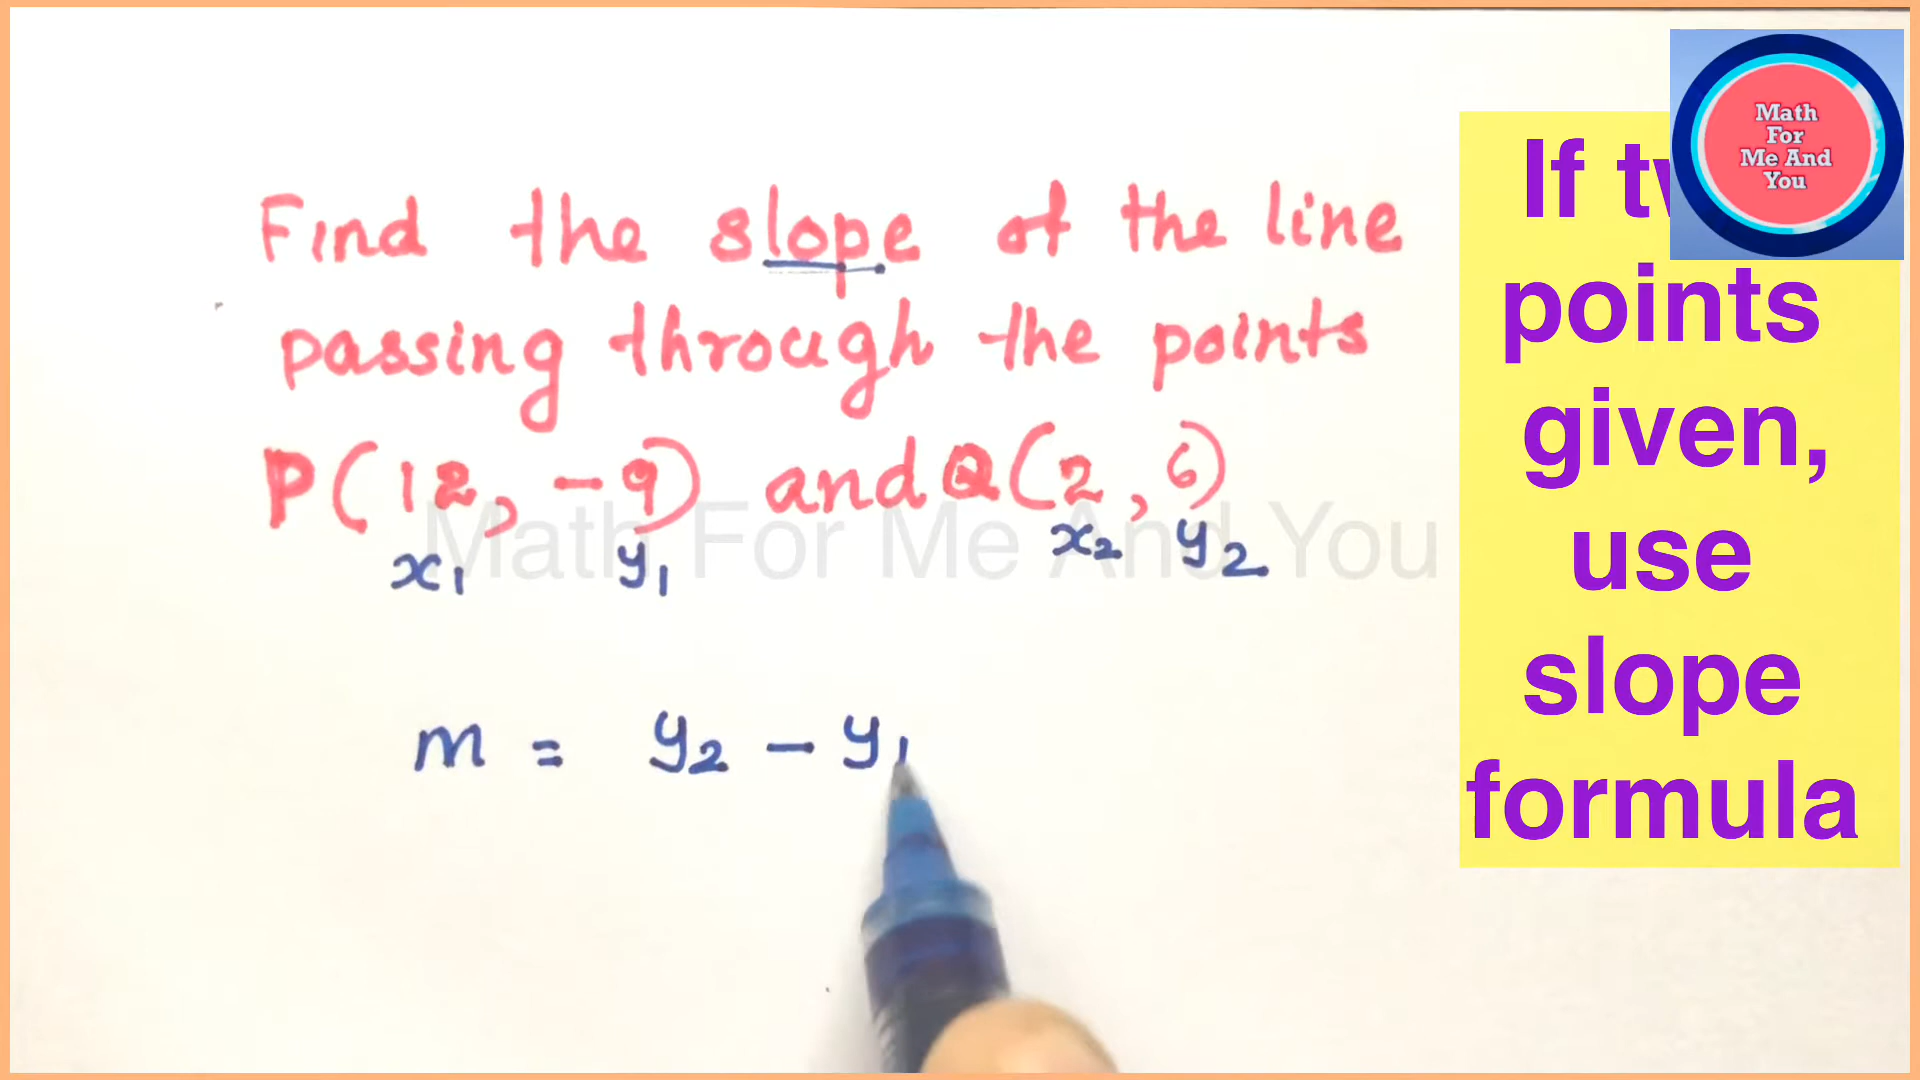 Find the slope of the line
passing through the points
P(12, -9) and Q(2, 6)
x₁ y₁ x₂ y₂
m = y₂ - y₁
Math For Me And You
If
points
given,
use
slope
formula
Math
For
Me And
You